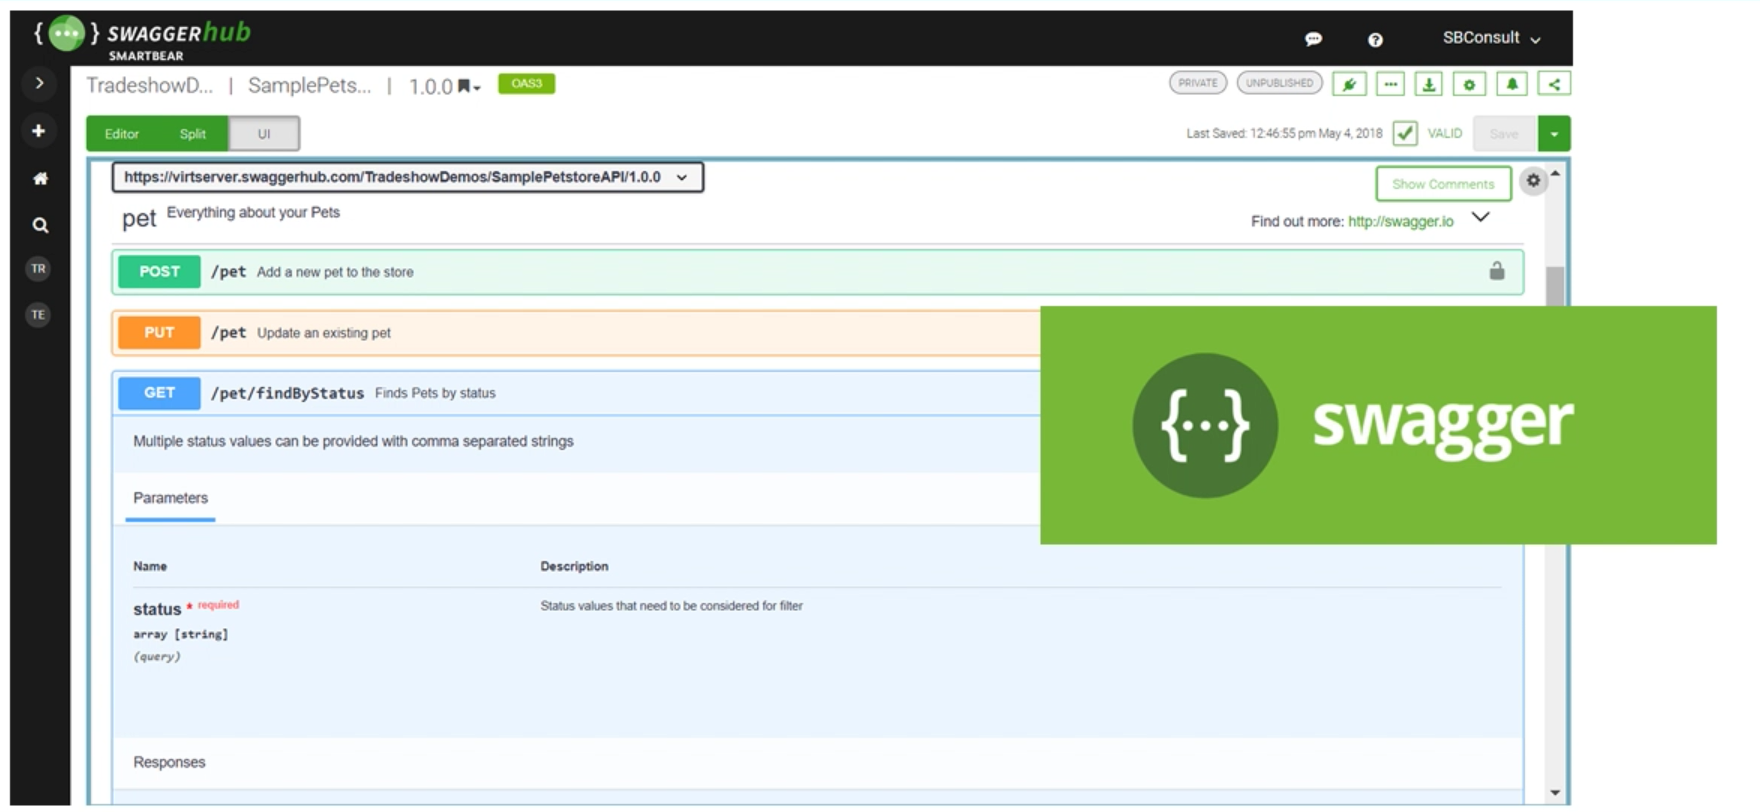 {···} SWAGGERhub
SMARTBEAR
SBConsult
TradeshowD... | SamplePets... | 1.0.0 OAS3
PRIVATE UNPUBLISHED
Editor Split UI
Last Saved: 12:46:55 pm May 4, 2018 VALID Save
https://virtserver.swaggerhub.com/TradeshowDemos/SamplePetstoreAPI/1.0.0
Show Comments
pet Everything about your Pets
Find out more: http://swagger.io
POST /pet Add a new pet to the store
TR
TE
PUT /pet Update an existing pet
GET /pet/findByStatus Finds Pets by status
{···} swagger
Multiple status values can be provided with comma separated strings
Parameters
Name Description
status * required Status values that need to be considered for filter
array [string]
(query)
Responses